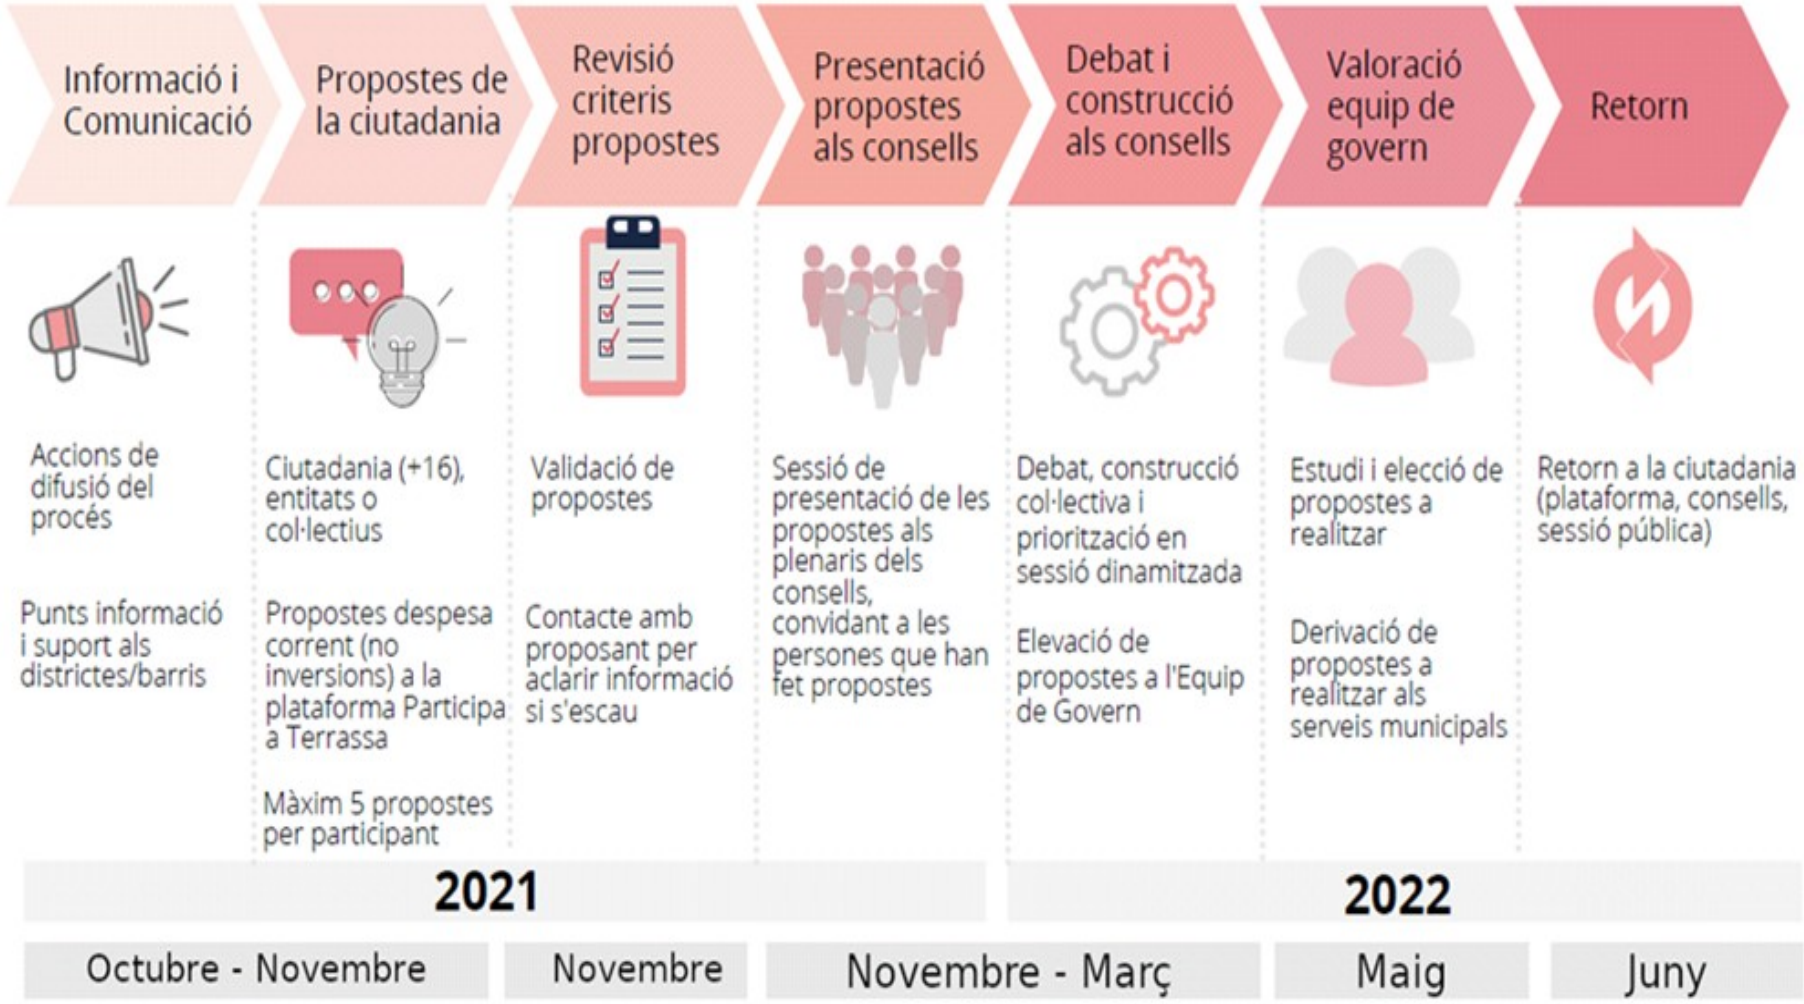 Informació i
Comunicació
Propostes de
la ciutadania
Revisió
criteris
propostes
Presentació
propostes
als consells
Debat i
construcció
als consells
Valoració
equip de
govern
Retorn
Accions de
difusió del
procés
Punts informació
i suport als
districtes/barris
Ciutadania (+16),
entitats o
col·lectius
Propostes despesa
corrent (no
inversions) a la
plataforma Participa
a Terrassa
Màxim 5 propostes
per participant
Validació de
propostes
Contacte amb
proposant per
aclarir informació
si s'escau
Sessió de
presentació de les
propostes als
plenaris dels
consells,
convidant a les
persones que han
fet propostes
Debat, construcció
col·lectiva i
priorització en
sessió dinamitzada
Elevació de
propostes a l'Equip
de Govern
Estudi i elecció de
propostes a
realitzar
Derivació de
propostes a
realitzar als
serveis municipals
Retorn a la ciutadania
(plataforma, consells,
sessió pública)
2021
2022
Octubre - Novembre
Novembre
Novembre - Març
Maig
Juny